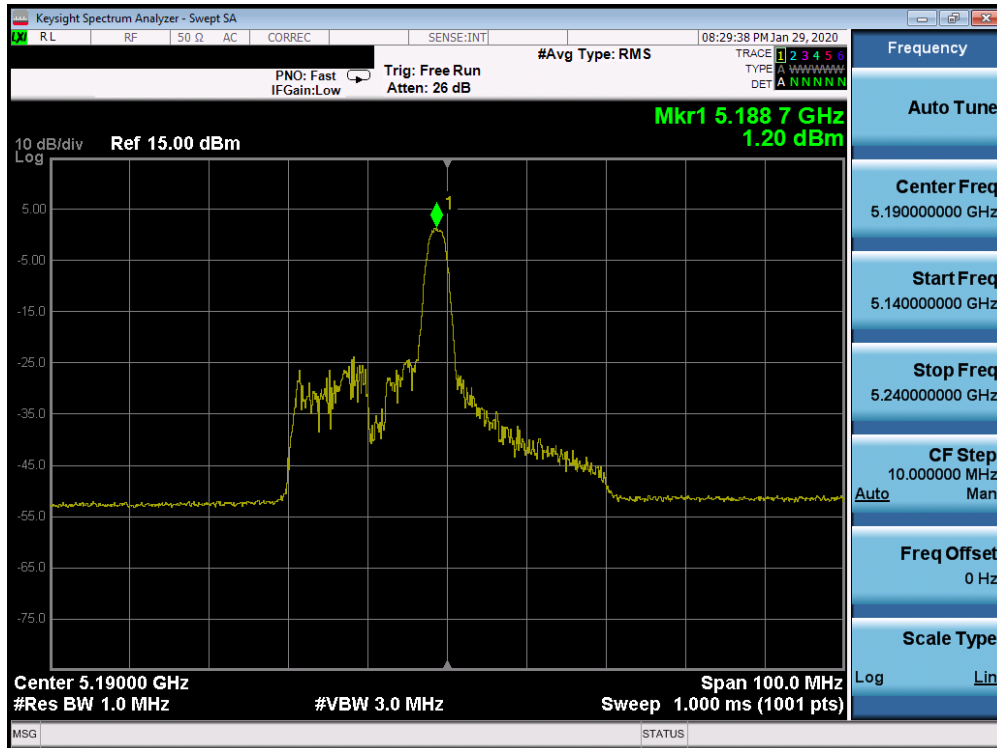 Keysight Spectrum Analyzer - Swept SA
LXI RL RF 50 Ω AC CORREC SENSE:INT 08:29:38 PM Jan 29, 2020
PNO: Fast
IFGain:Low
Trig: Free Run
Atten: 26 dB
#Avg Type: RMS
TRACE 1 2 3 4 5 6
TYPE A WWWWW
DET A N N N N N
Mkr1 5.188 7 GHz
1.20 dBm
10 dB/div
Log
Ref 15.00 dBm
1
5.00
-5.00
-15.0
-25.0
-35.0
-45.0
-55.0
-65.0
-75.0
Center 5.19000 GHz
Span 100.0 MHz
#Res BW 1.0 MHz
#VBW 3.0 MHz
Sweep 1.000 ms (1001 pts)
MSG
STATUS
Frequency
Auto Tune
Center Freq
5.190000000 GHz
Start Freq
5.140000000 GHz
Stop Freq
5.240000000 GHz
CF Step
10.000000 MHz
Auto Man
Freq Offset
0 Hz
Scale Type
Log Lin